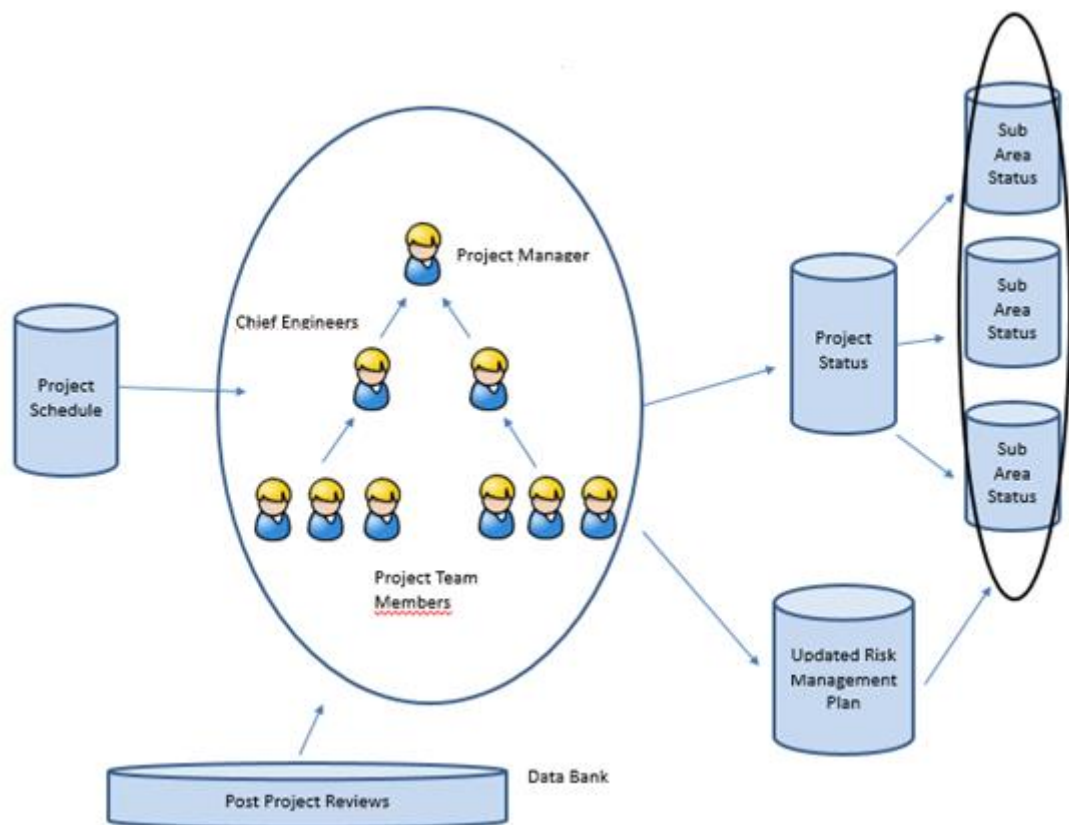 Sub
Area
Status
Project Manager
Chief Engineers
Sub
Area
Status
Project
Status
Project
Schedule
Sub
Area
Status
Project Team
Members
Updated Risk
Management
Plan
Data Bank
Post Project Reviews